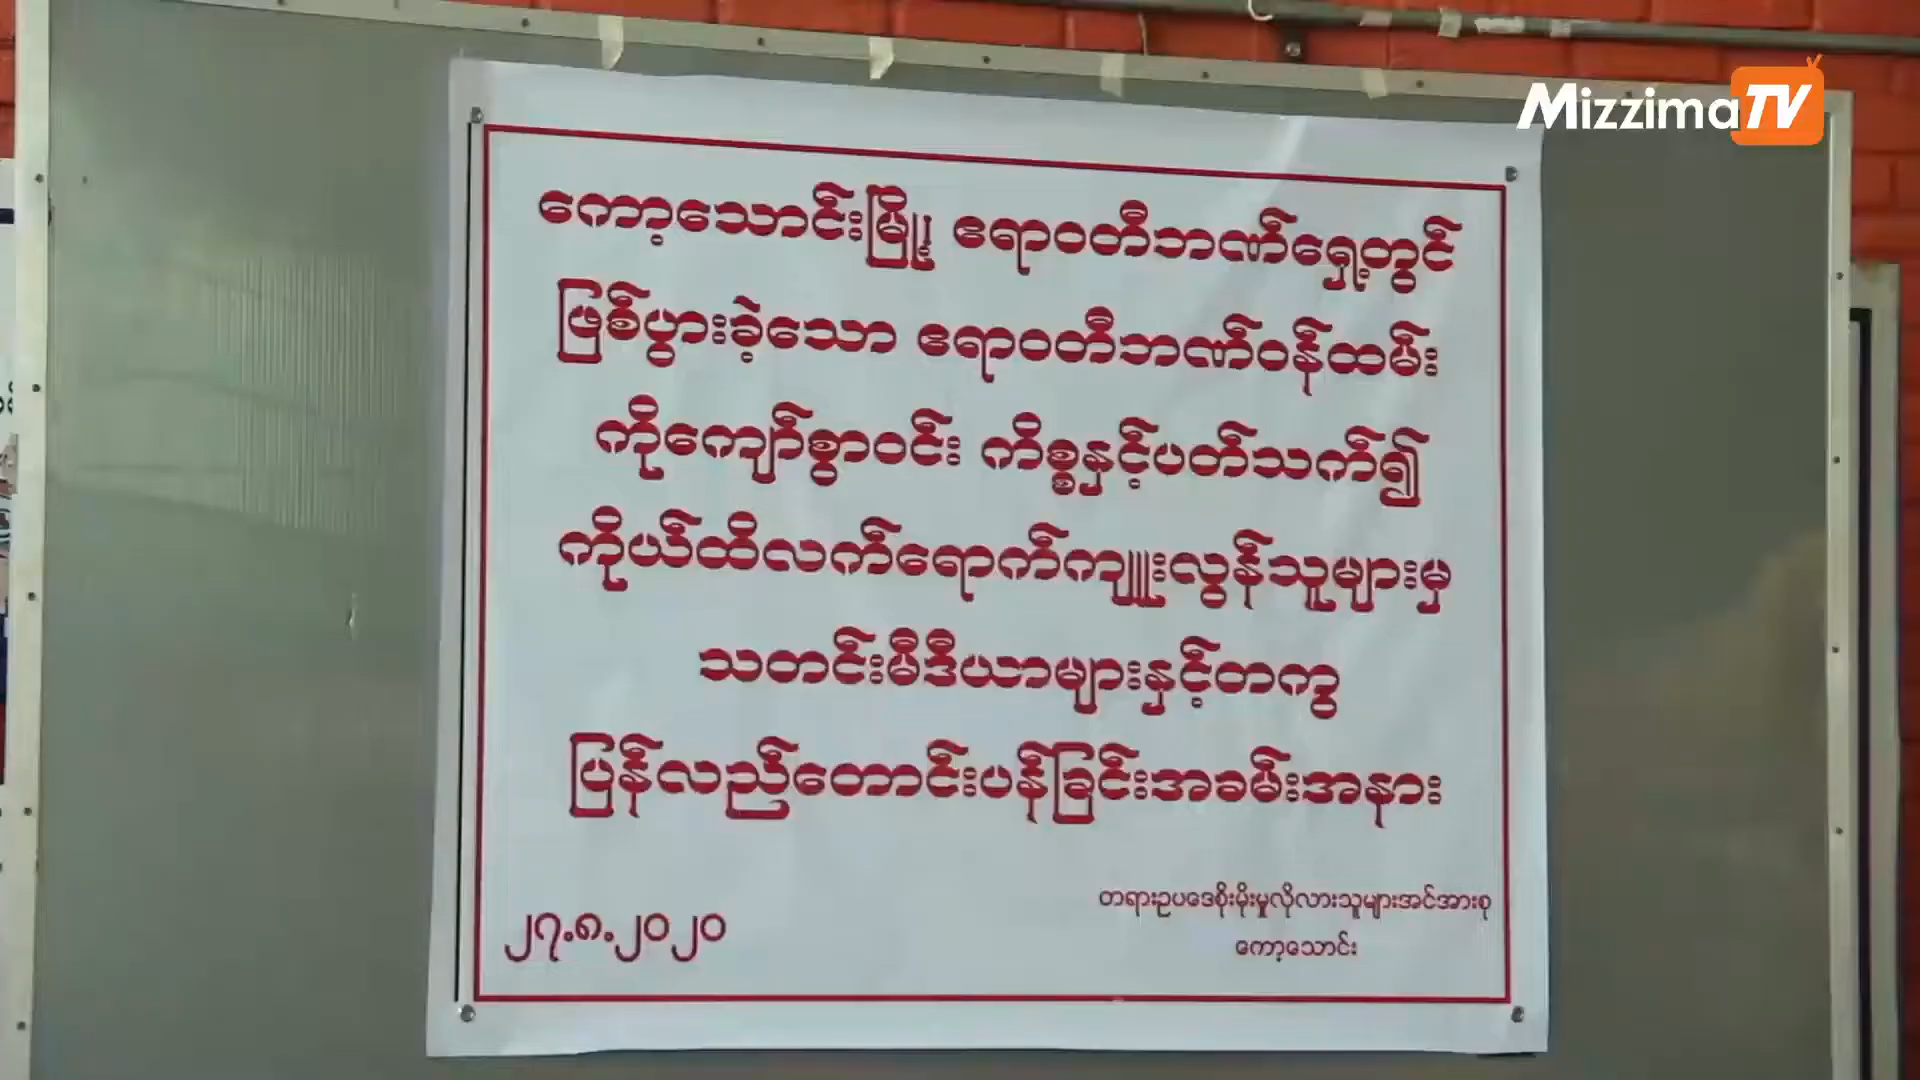 MizzimaTV
ကော့သောင်းမြို့၊ ဧရာဝတီဘဏ်ရှေ့တွင်
ဖြစ်ပွားခဲ့သော ဧရာဝတီဘဏ်ဝန်ထမ်း
ကိုကျော်စွာဝင်း ကိစ္စနှင့်ပတ်သက်၍
ကိုယ်ထိလက်ရောက်ကျူးလွန်သူများမှ
သတင်းမီဒီယာများနှင့်တကွ
ပြန်လည်တောင်းပန်ခြင်းအခမ်းအနား
တရားဥပဒေစိုးမိုးမှုလိုလားသူများအင်အားစု
ကော့သောင်း
၂၇.၈.၂၀၂၀